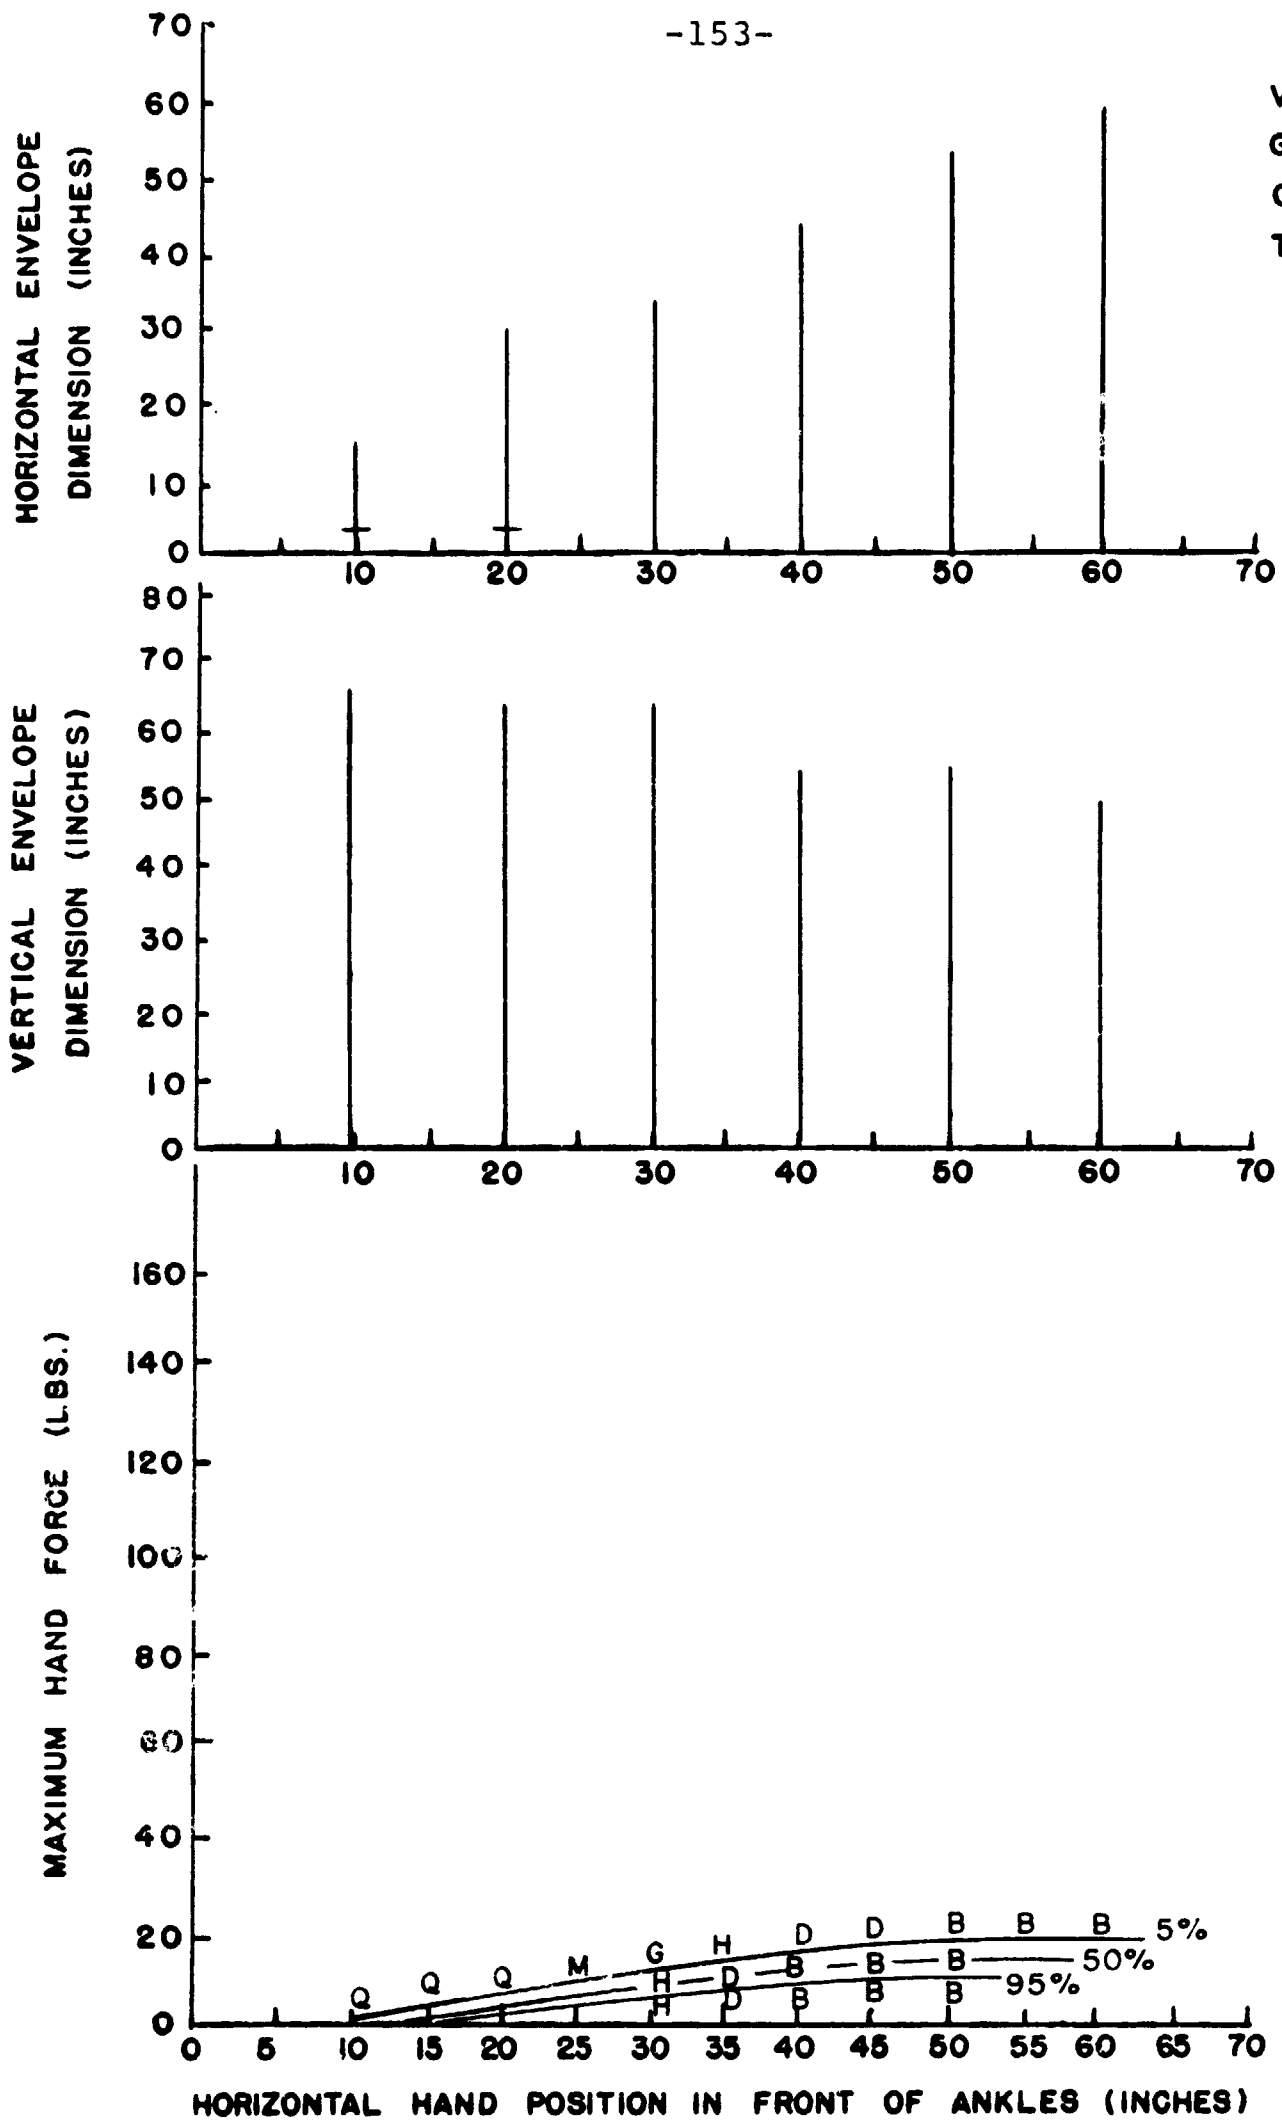 -153-
70
60
50
40
30
20
10
0
HORIZONTAL ENVELOPE
DIMENSION (INCHES)
10 20 30 40 50 60 70
80
70
60
50
40
30
20
10
0
VERTICAL ENVELOPE
DIMENSION (INCHES)
10 20 30 40 50 60 70
160
140
120
100
80
60
40
20
0
MAXIMUM HAND FORCE (LBS.)
Q Q Q M G H D D B B B 5%
H D B B B 50%
H D B B B 95%
0 5 10 15 20 25 30 35 40 45 50 55 60 65 70
HORIZONTAL HAND POSITION IN FRONT OF ANKLES (INCHES)